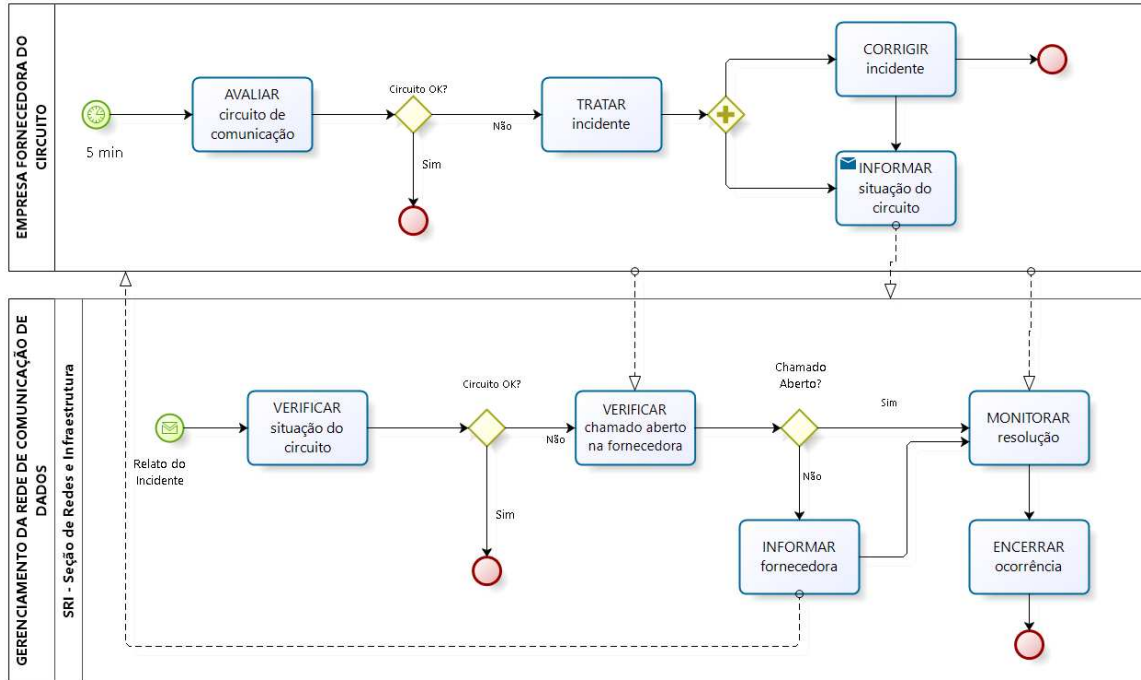 EMPRESA FORNECEDORA DO
CIRCUITO
5 min
AVALIAR
circuito de
comunicação
Circuito OK?
Não
Sim
TRATAR
incidente
CORRIGIR
incidente
INFORMAR
situação do
circuito
GERENCIAMENTO DA REDE DE COMUNICAÇÃO DE
DADOS
SRI - Seção de Redes e Infraestrutura
Relato do
Incidente
VERIFICAR
situação do
circuito
Circuito OK?
Não
Sim
VERIFICAR
chamado aberto
na fornecedora
Chamado
Aberto?
Sim
Não
INFORMAR
fornecedora
MONITORAR
resolução
ENCERRAR
ocorrência